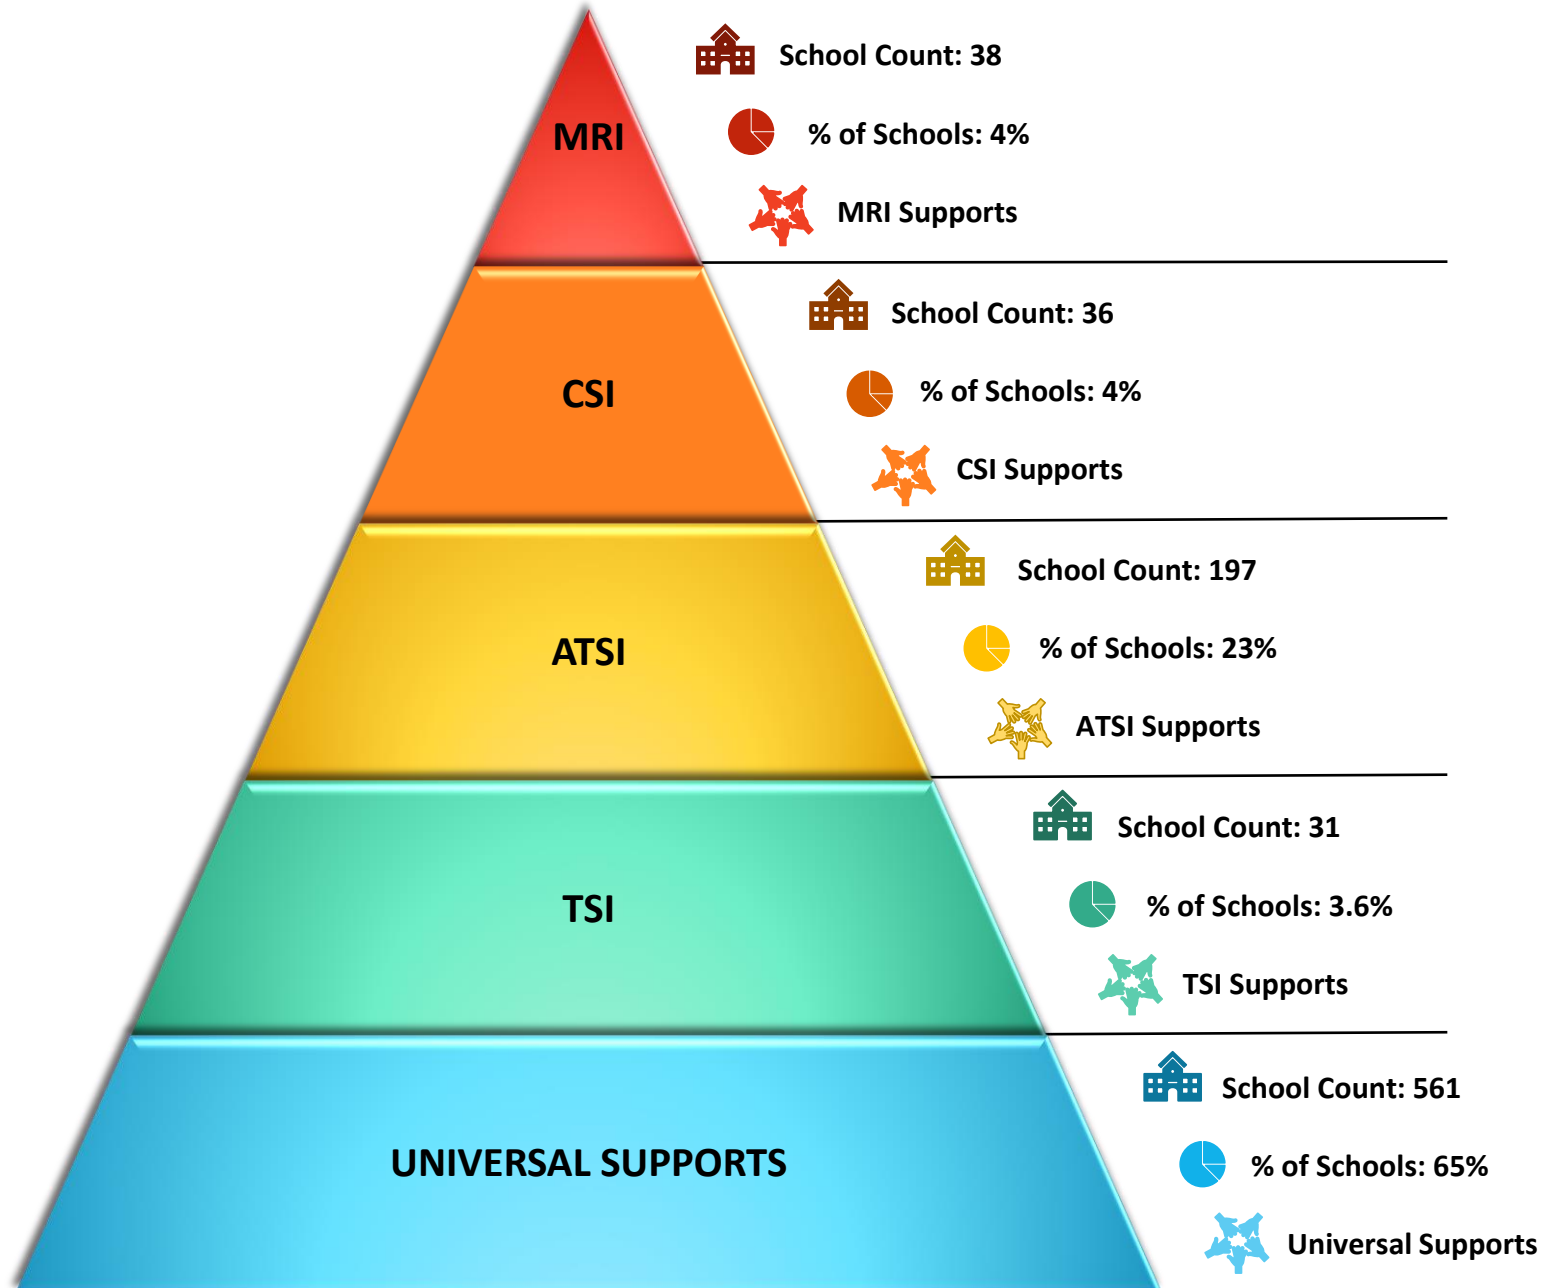 MRI
School Count: 38
% of Schools: 4%
MRI Supports
CSI
School Count: 36
% of Schools: 4%
CSI Supports
ATSI
School Count: 197
% of Schools: 23%
ATSI Supports
TSI
School Count: 31
% of Schools: 3.6%
TSI Supports
UNIVERSAL SUPPORTS
School Count: 561
% of Schools: 65%
Universal Supports